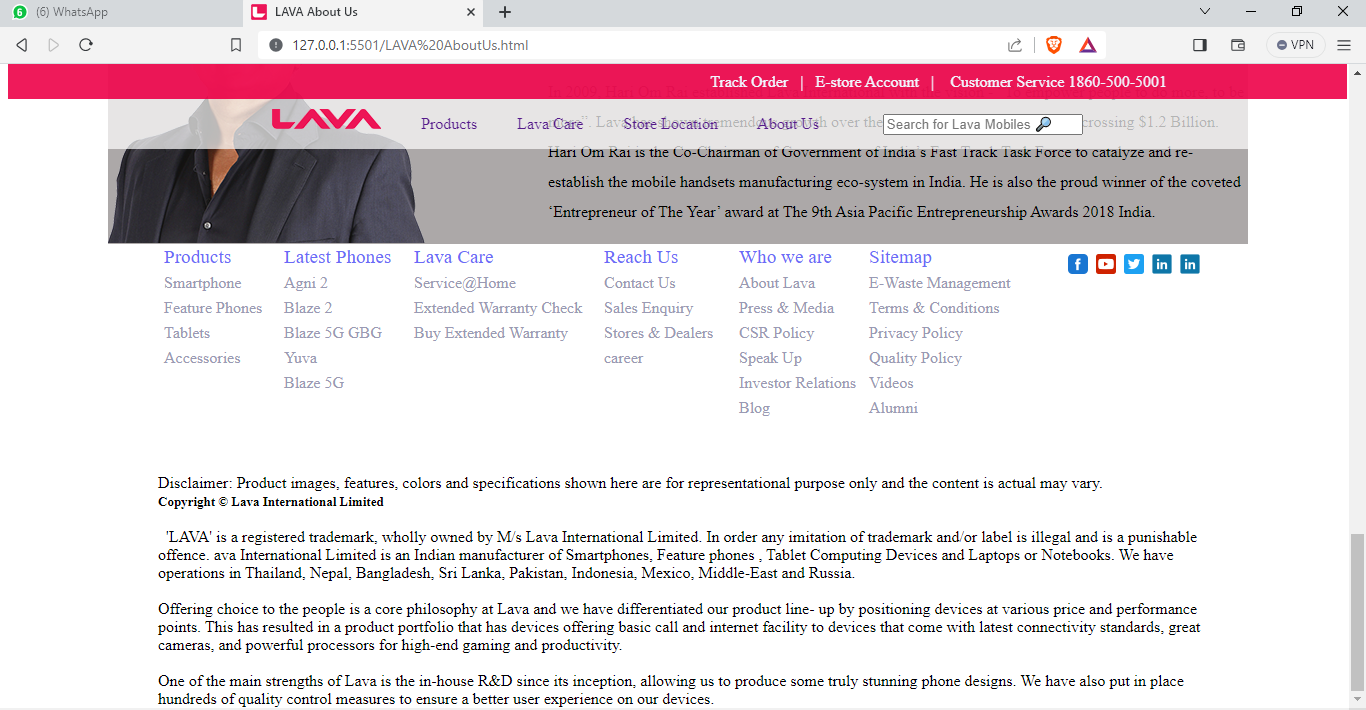 6 (6) WhatsApp
LAVA About Us
127.0.0.1:5501/LAVA%20AboutUs.html
VPN
Track Order | E-store Account | Customer Service 1860-500-5001
In 2009, Hari Om Rai
to be
LAVA Products Lava Care Store Location About Us Search for Lava Mobiles
Lava has shown tremendous growth over the crossing $1.2 Billion.
Hari Om Rai is the Co-Chairman of Government of India's Fast Track Task Force to catalyze and re-
establish the mobile handsets manufacturing eco-system in India. He is also the proud winner of the coveted
‘Entrepreneur of The Year’ award at The 9th Asia Pacific Entrepreneurship Awards 2018 India.
Products Latest Phones Lava Care Reach Us Who we are Sitemap
Smartphone Agni 2 Service@Home Contact Us About Lava E-Waste Management
Feature Phones Blaze 2 Extended Warranty Check Sales Enquiry Press & Media Terms & Conditions
Tablets Blaze 5G GBG Buy Extended Warranty Stores & Dealers CSR Policy Privacy Policy
Accessories Yuva career Speak Up Quality Policy
Blaze 5G Investor Relations Videos
Blog Alumni
Disclaimer: Product images, features, colors and specifications shown here are for representational purpose only and the content is actual may vary.
Copyright © Lava International Limited
'LAVA' is a registered trademark, wholly owned by M/s Lava International Limited. In order any imitation of trademark and/or label is illegal and is a punishable
offence. ava International Limited is an Indian manufacturer of Smartphones, Feature phones , Tablet Computing Devices and Laptops or Notebooks. We have
operations in Thailand, Nepal, Bangladesh, Sri Lanka, Pakistan, Indonesia, Mexico, Middle-East and Russia.
Offering choice to the people is a core philosophy at Lava and we have differentiated our product line- up by positioning devices at various price and performance
points. This has resulted in a product portfolio that has devices offering basic call and internet facility to devices that come with latest connectivity standards, great
cameras, and powerful processors for high-end gaming and productivity.
One of the main strengths of Lava is the in-house R&D since its inception, allowing us to produce some truly stunning phone designs. We have also put in place
hundreds of quality control measures to ensure a better user experience on our devices.